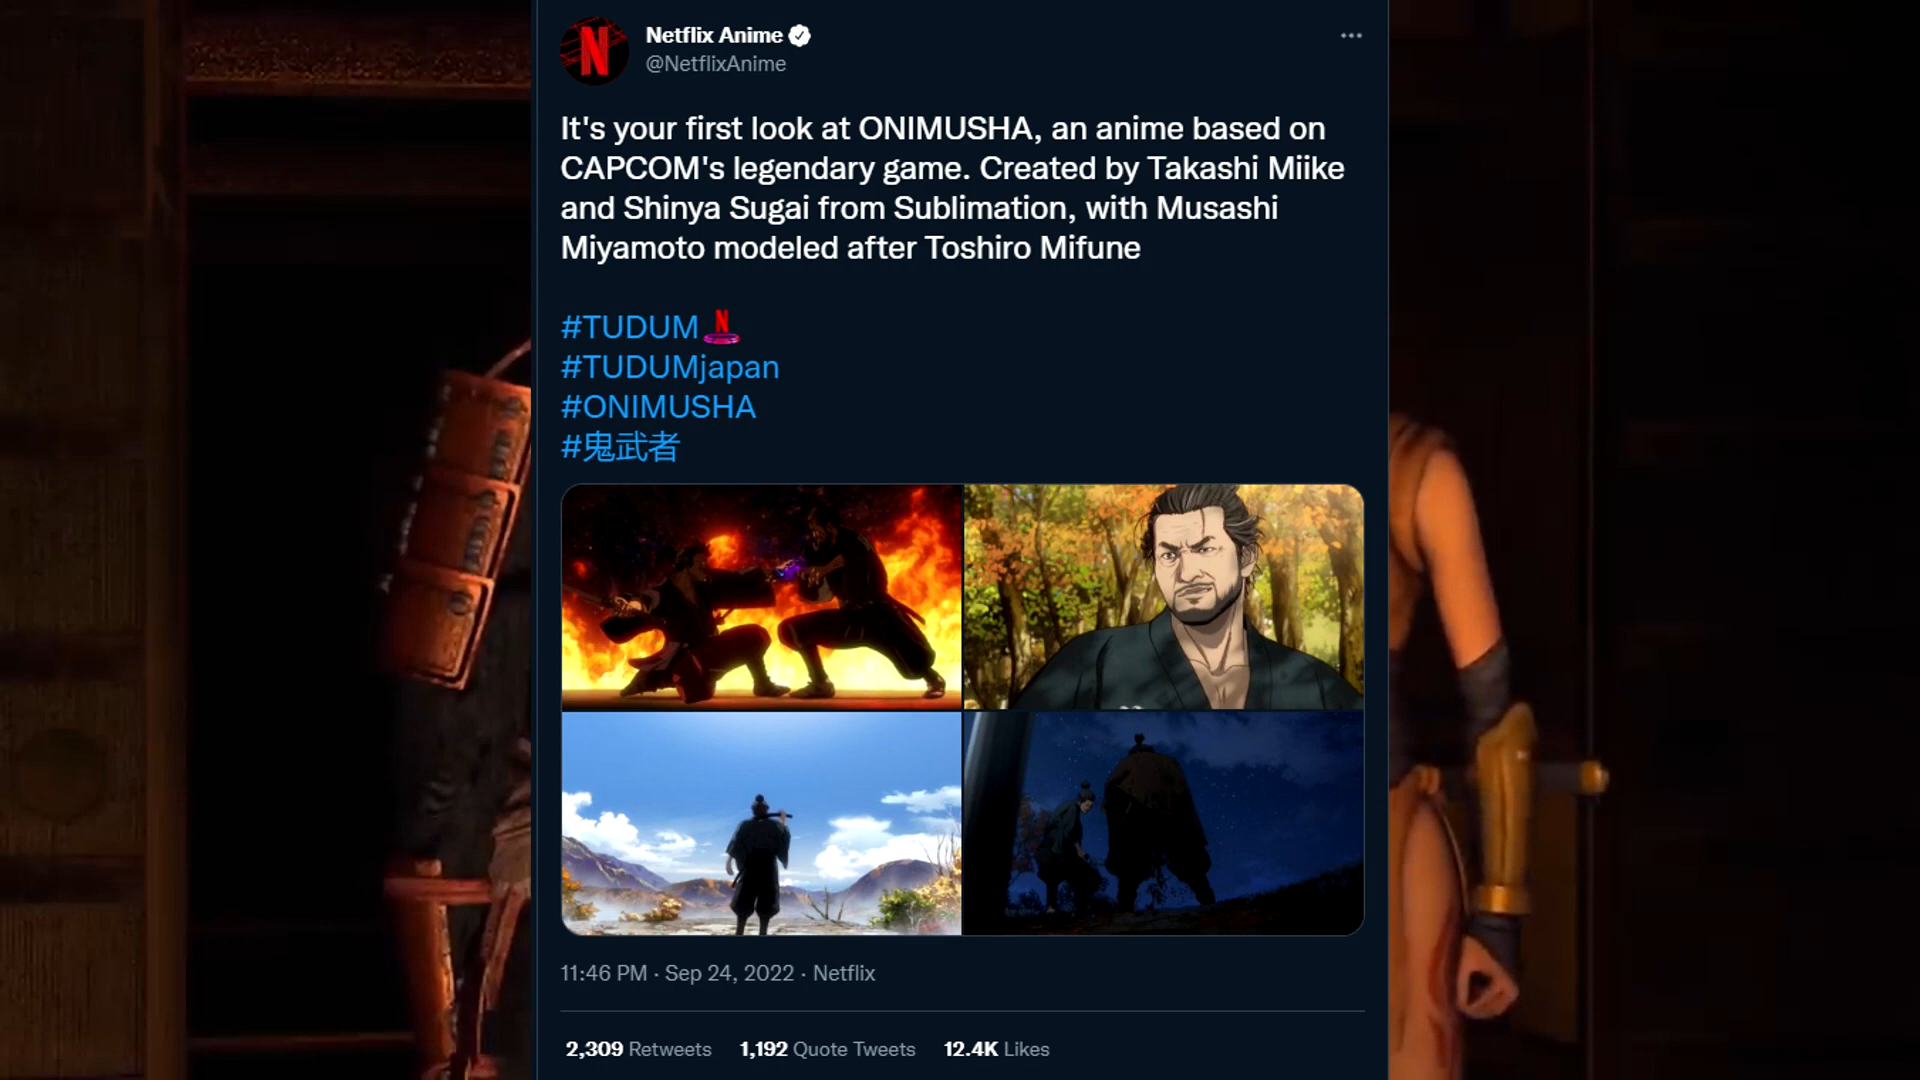 Netflix Anime
@NetflixAnime
It's your first look at ONIMUSHA, an anime based on
CAPCOM's legendary game. Created by Takashi Miike
and Shinya Sugai from Sublimation, with Musashi
Miyamoto modeled after Toshiro Mifune
#TUDUM
#TUDUMjapan
#ONIMUSHA
#鬼武者
11:46 PM · Sep 24, 2022 · Netflix
2,309 Retweets 1,192 Quote Tweets 12.4K Likes